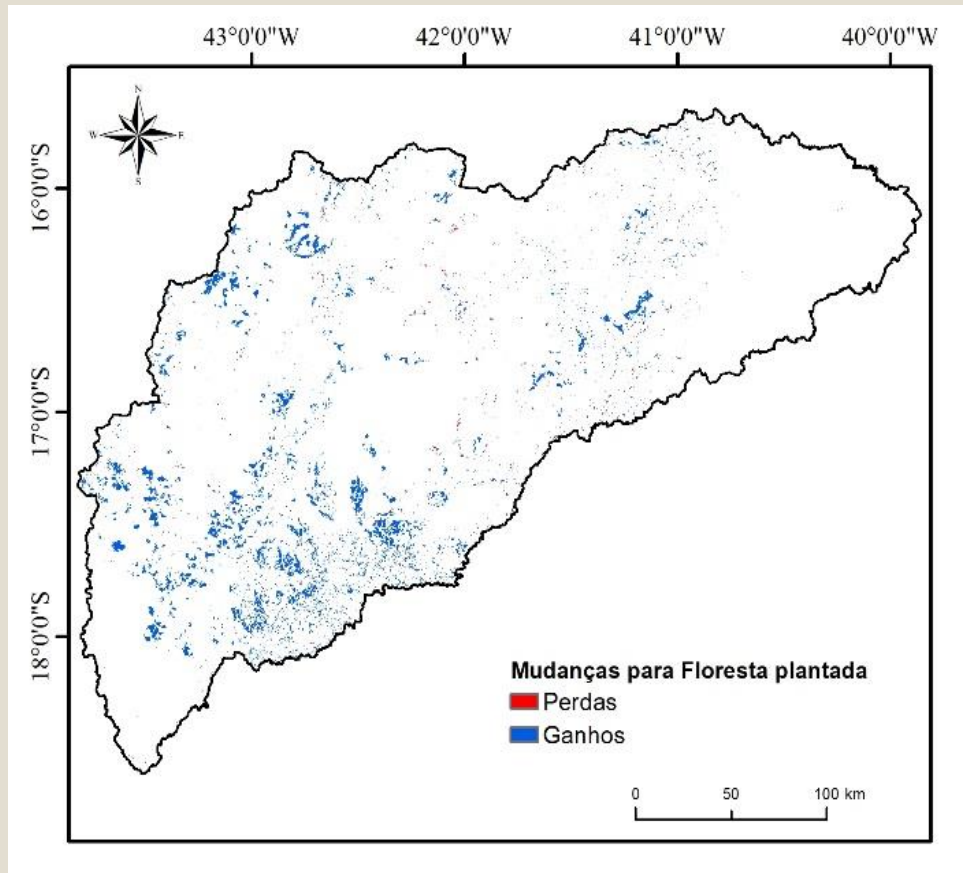 43°0'0"W 42°0'0"W 41°0'0"W 40°0'0"W
N
W E
S
16°0'0"S
17°0'0"S
18°0'0"S
Mudanças para Floresta plantada
Perdas
Ganhos
0 50 100 km